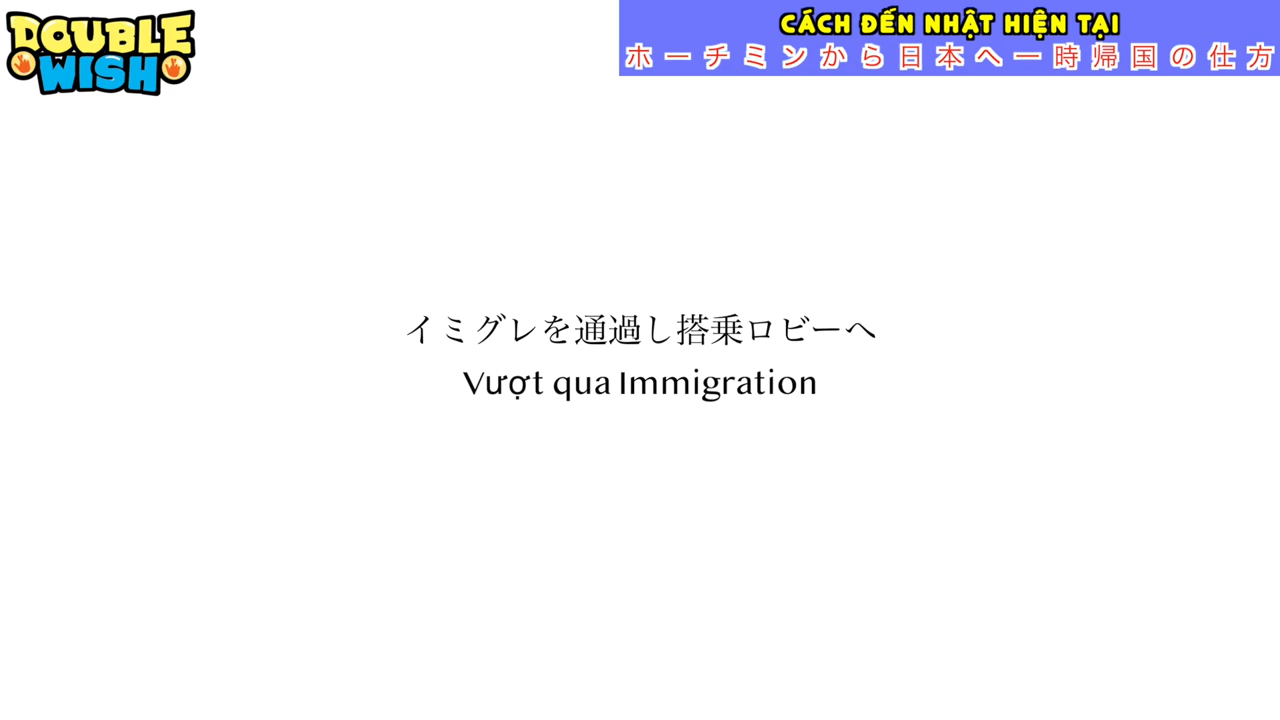 DOUBLE
WISH
CÁCH ĐẾN NHẬT HIỆN TẠI
ホーチミンから日本へ一時帰国の仕方
イミグレを通過し搭乗ロビーへ
Vượt qua Immigration